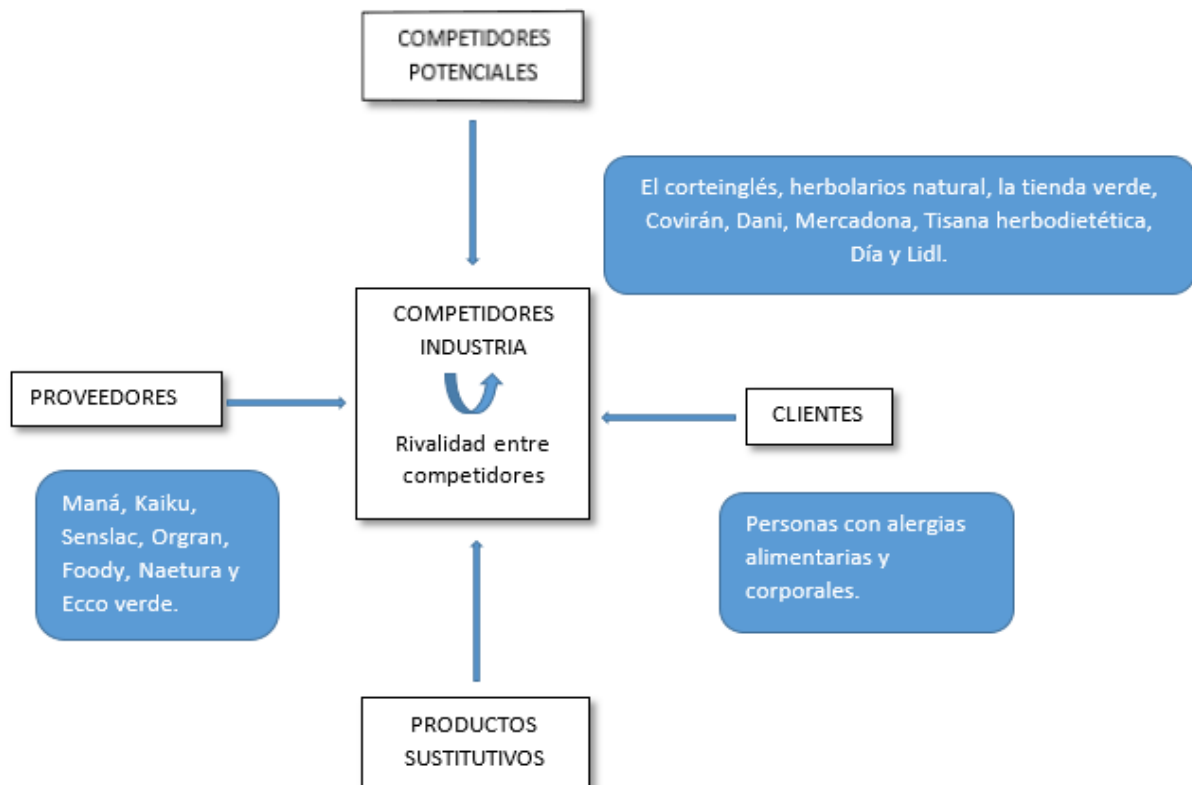 COMPETIDORES
POTENCIALES
El corteinglés, herbolarios natural, la tienda verde,
Covirán, Dani, Mercadona, Tisana herbodietética,
Día y Lidl.
COMPETIDORES
INDUSTRIA
Rivalidad entre
competidores
PROVEEDORES
CLIENTES
Maná, Kaiku,
Senslac, Orgran,
Foody, Naetura y
Ecco verde.
Personas con alergias
alimentarias y
corporales.
PRODUCTOS
SUSTITUTIVOS